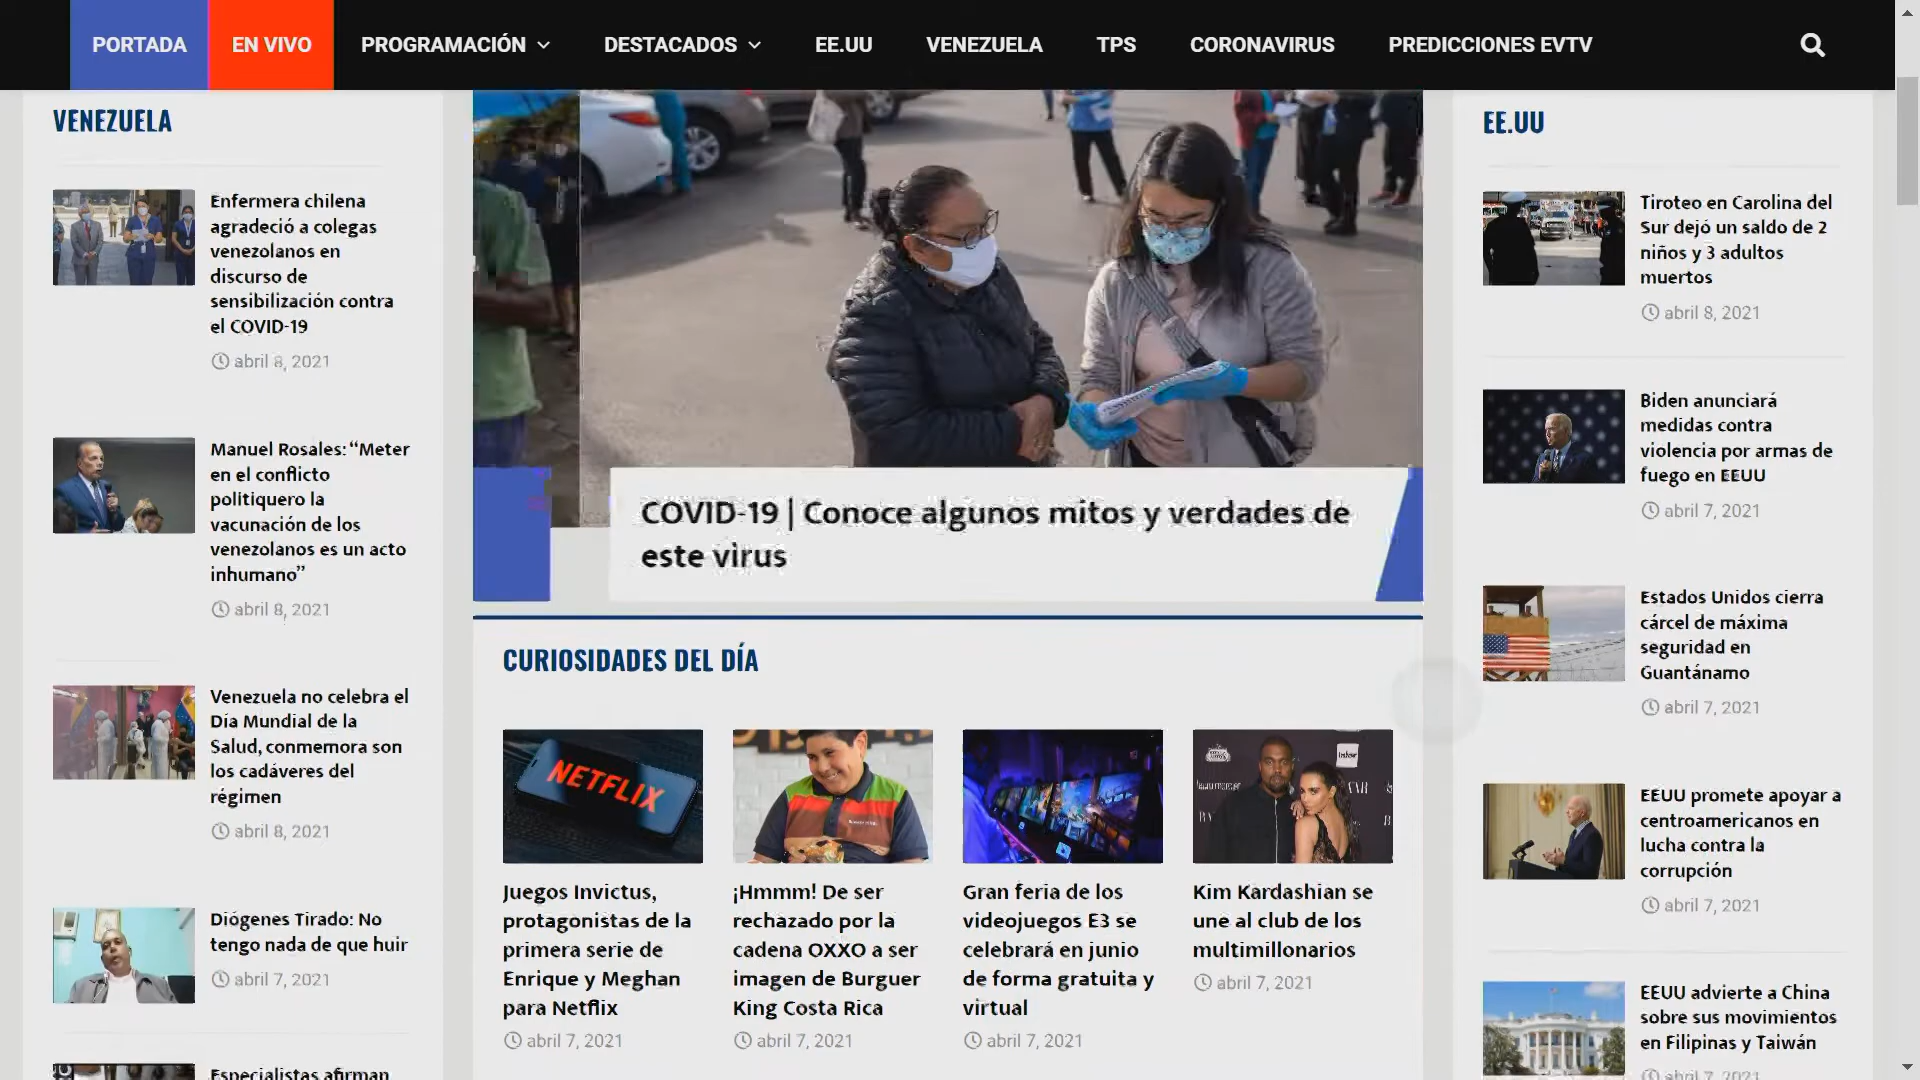 PORTADA
EN VIVO
PROGRAMACIÓN
DESTACADOS
EE.UU
VENEZUELA
TPS
CORONAVIRUS
PREDICCIONES EVTV
VENEZUELA
Enfermera chilena
agradeció a colegas
venezolanos en
discurso de
sensibilización contra
el COVID-19
abril 8, 2021
Manuel Rosales: “Meter
en el conflicto
politiquero la
vacunación de los
venezolanos es un acto
inhumano”
abril 8, 2021
Venezuela no celebra el
Día Mundial de la
Salud, conmemora son
los cadáveres del
régimen
abril 8, 2021
Diógenes Tirado: No
tengo nada de que huir
abril 7, 2021
Especialistas afirman
COVID-19 | Conoce algunos mitos y verdades de
este virus
CURIOSIDADES DEL DÍA
NETFLIX
Juegos Invictus,
protagonistas de la
primera serie de
Enrique y Meghan
para Netflix
abril 7, 2021
¡Hmmm! De ser
rechazado por la
cadena OXXO a ser
imagen de Burguer
King Costa Rica
abril 7, 2021
Gran feria de los
videojuegos E3 se
celebrará en junio
de forma gratuita y
virtual
abril 7, 2021
Kim Kardashian se
une al club de los
multimillonarios
abril 7, 2021
EE.UU
Tiroteo en Carolina del
Sur dejó un saldo de 2
niños y 3 adultos
muertos
abril 8, 2021
Biden anunciará
medidas contra
violencia por armas de
fuego en EEUU
abril 7, 2021
Estados Unidos cierra
cárcel de máxima
seguridad en
Guantánamo
abril 7, 2021
EEUU promete apoyar a
centroamericanos en
lucha contra la
corrupción
abril 7, 2021
EEUU advierte a China
sobre sus movimientos
en Filipinas y Taiwán
abril 7, 2021